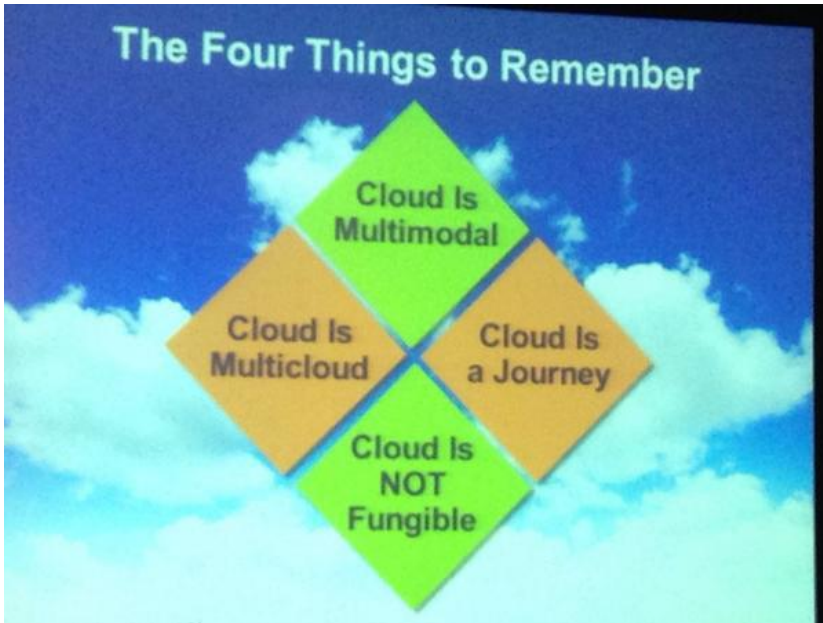 The Four Things to Remember
Cloud Is
Multimodal
Cloud Is
Multicloud
Cloud Is
a Journey
Cloud Is
NOT
Fungible